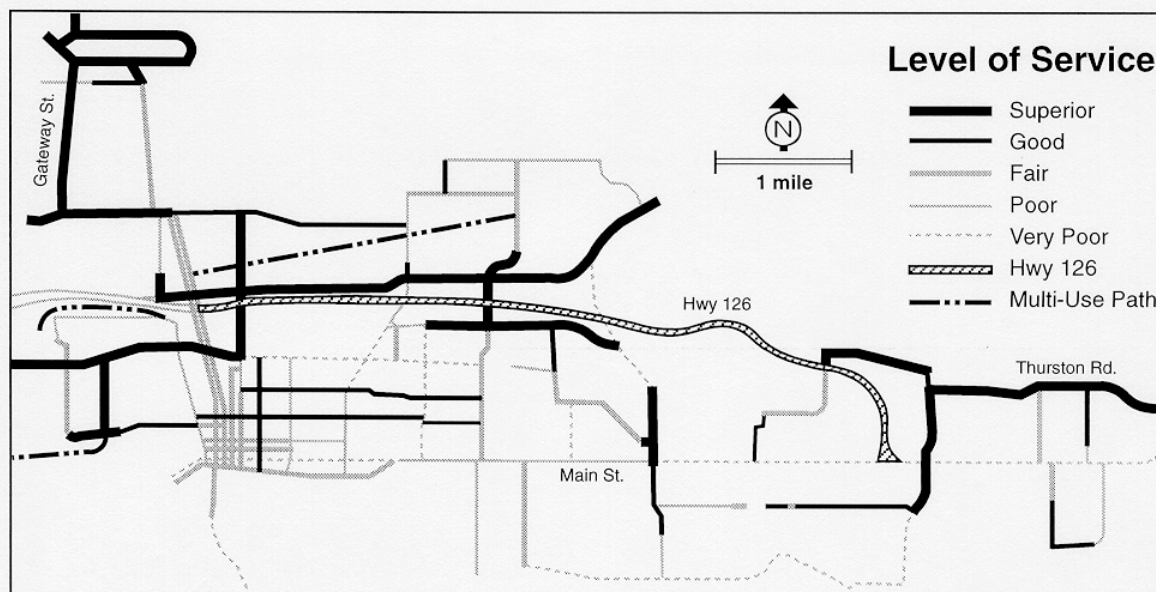 Level of Service
Superior
Good
Fair
Poor
Very Poor
Hwy 126
Multi-Use Path
N
1 mile
Gateway St.
Hwy 126
Thurston Rd.
Main St.